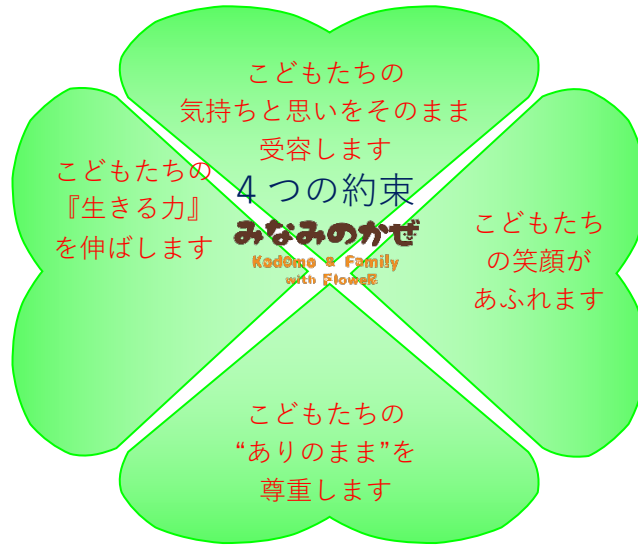 こどもたちの
気持ちと思いをそのまま
受容します
こどもたちの
『生きる力』
を伸ばします
4つの約束
みなみのかぜ
KodOmo & Family
with FloweR
こどもたち
の笑顔が
あふれます
こどもたちの
“ありのまま”を
尊重します